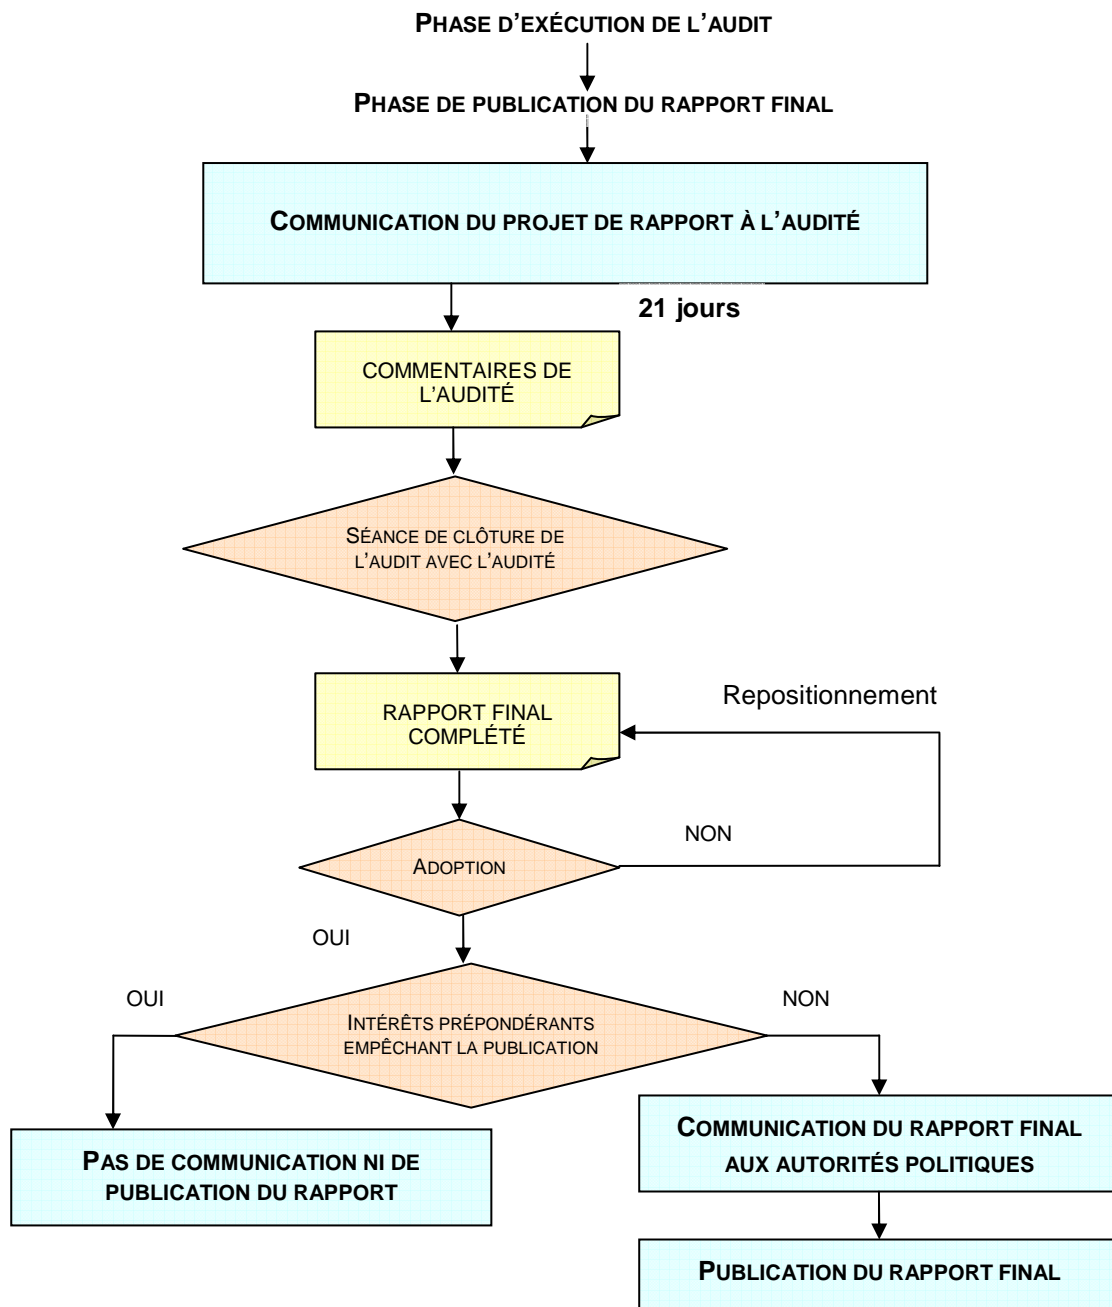 PHASE D'EXÉCUTION DE L'AUDIT
PHASE DE PUBLICATION DU RAPPORT FINAL
COMMUNICATION DU PROJET DE RAPPORT À L'AUDITÉ
21 jours
COMMENTAIRES DE
L'AUDITÉ
SÉANCE DE CLÔTURE DE
L'AUDIT AVEC L'AUDITÉ
RAPPORT FINAL
COMPLÉTÉ
Repositionnement
ADOPTION
NON
OUI
INTÉRÊTS PRÉPONDÉRANTS
EMPÊCHANT LA PUBLICATION
OUI
NON
PAS DE COMMUNICATION NI DE
PUBLICATION DU RAPPORT
COMMUNICATION DU RAPPORT FINAL
AUX AUTORITÉS POLITIQUES
PUBLICATION DU RAPPORT FINAL